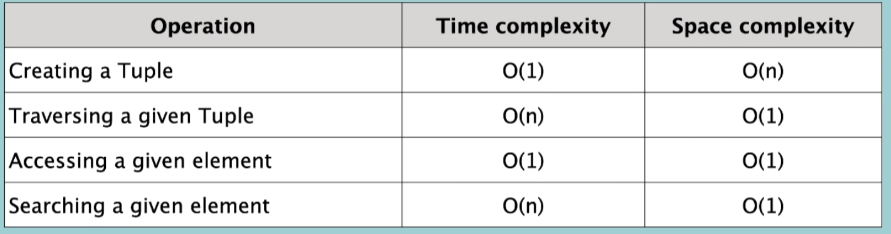 Operation Time complexity Space complexity
Creating a Tuple O(1) O(n)
Traversing a given Tuple O(n) O(1)
Accessing a given element O(1) O(1)
Searching a given element O(n) O(1)